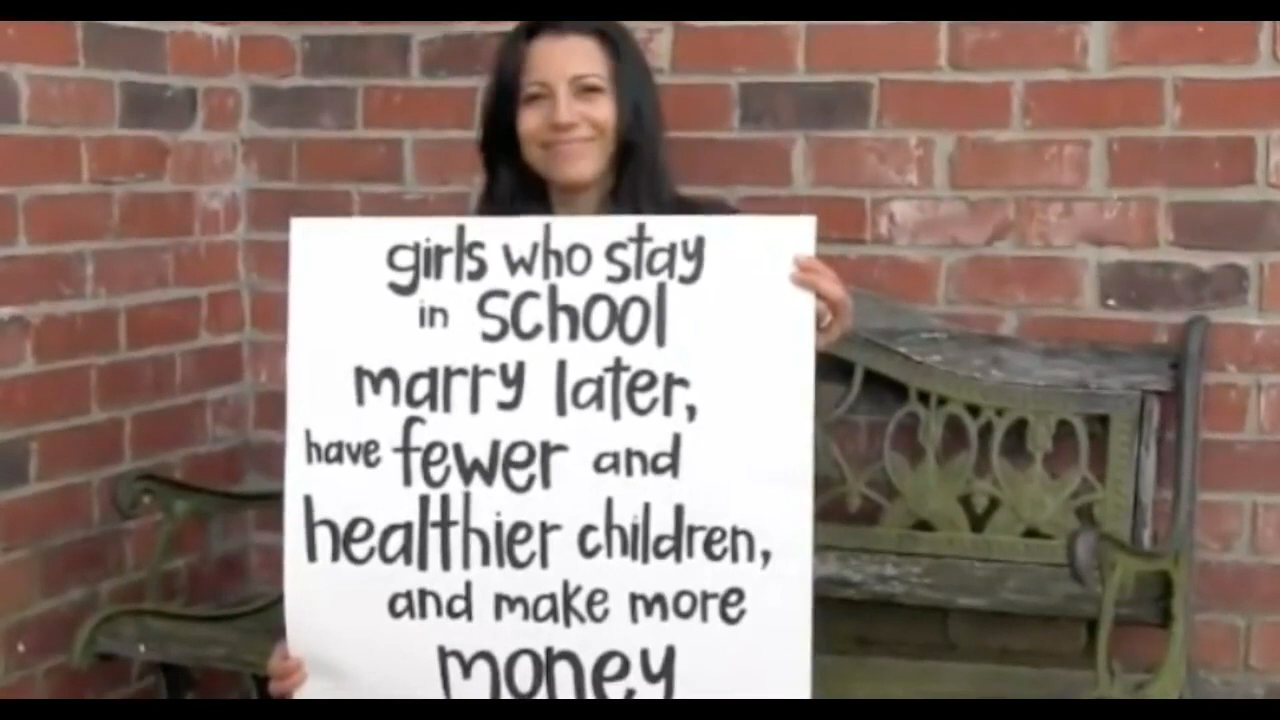 girls who stay
in SCHOOL
marry later,
have fewer and
healthier children,
and make more
money